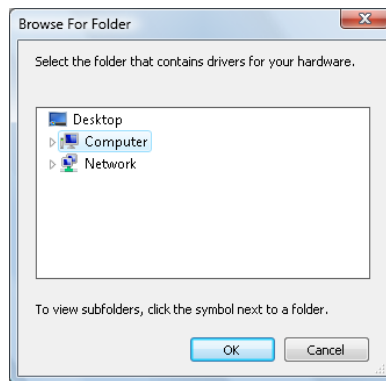 Browse For Folder
Select the folder that contains drivers for your hardware.
Desktop
Computer
Network
To view subfolders, click the symbol next to a folder.
OK Cancel